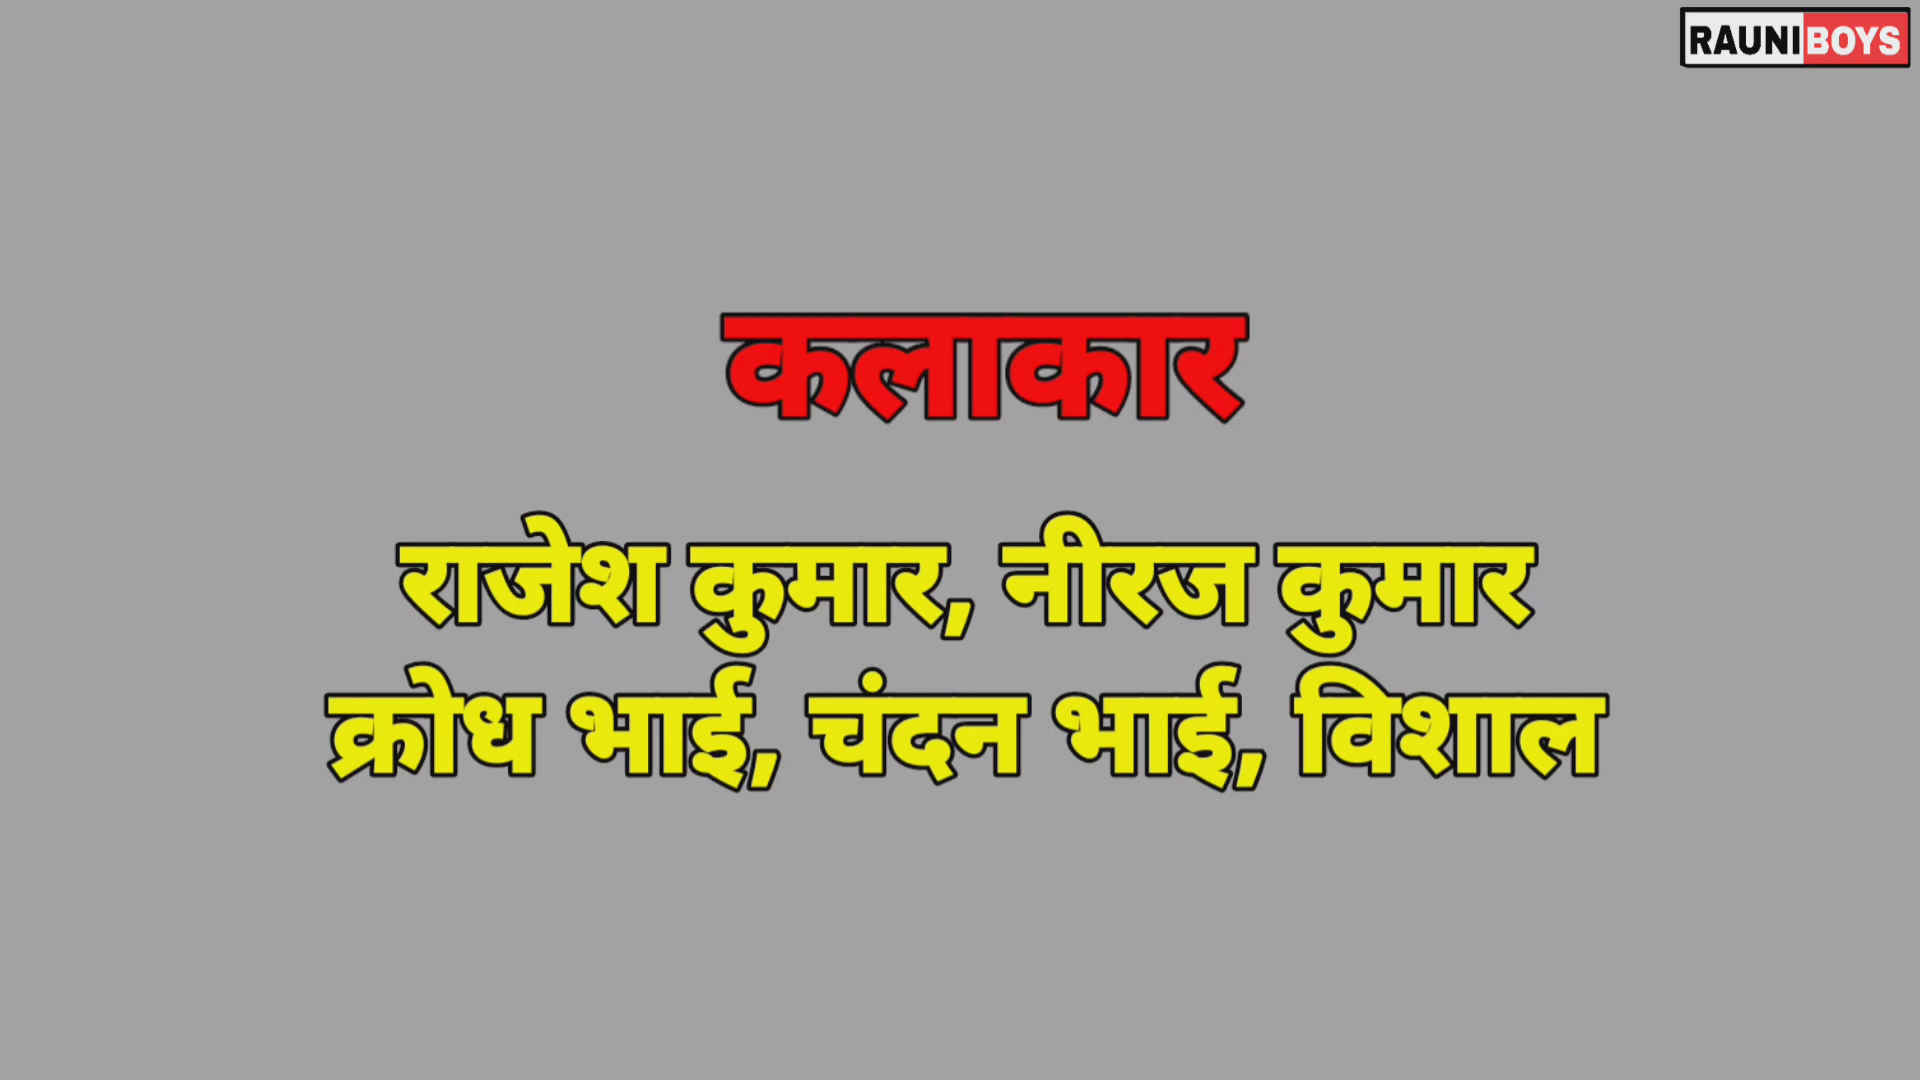 RAUNIBOYS
कलाकार
राजेश कुमार, नीरज कुमार
क्रोध भाई, चंदन भाई, विशाल